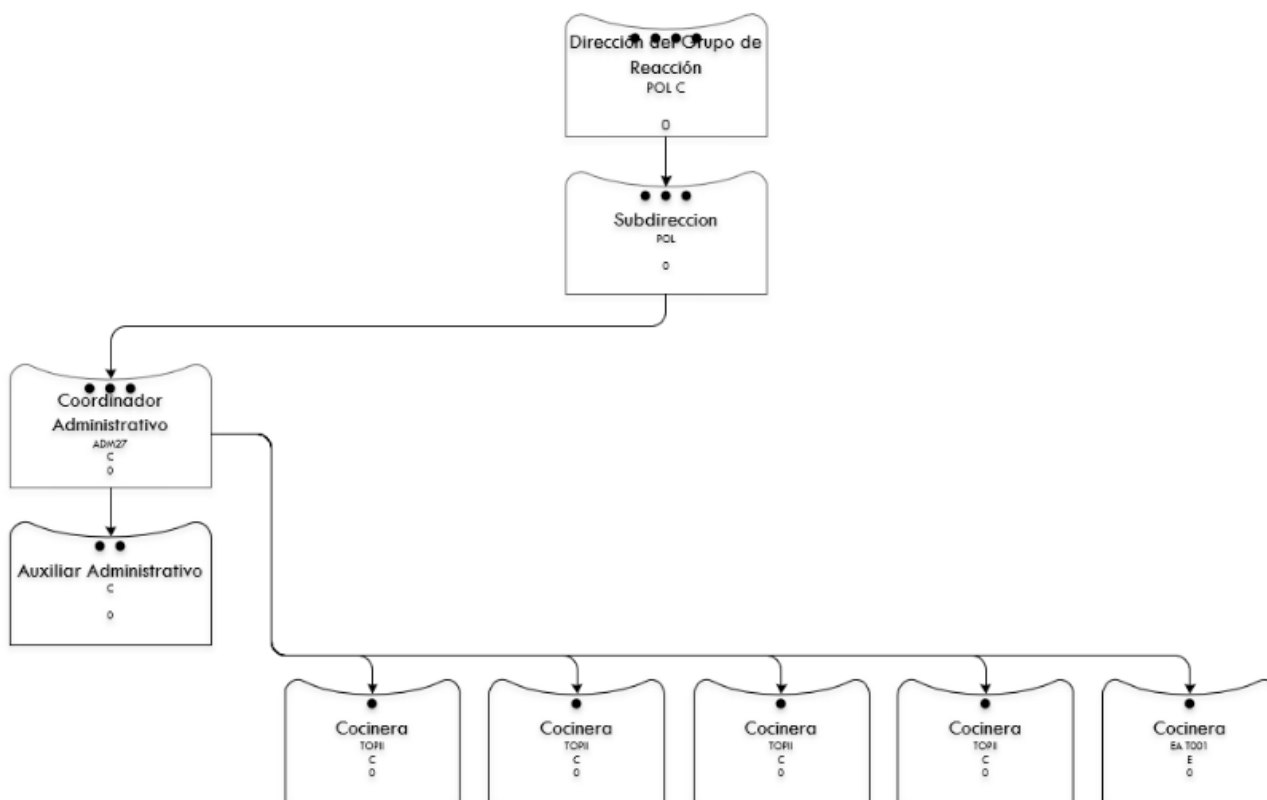 Dirección del Grupo de
Reacción
POL C
0
Subdireccion
POL
0
Coordinador
Administrativo
ADM27
C
0
Auxiliar Administrativo
C
0
Cocinera
TOPII
C
0
Cocinera
TOPII
C
0
Cocinera
TOPII
C
0
Cocinera
TOPII
C
0
Cocinera
EA T001
E
0